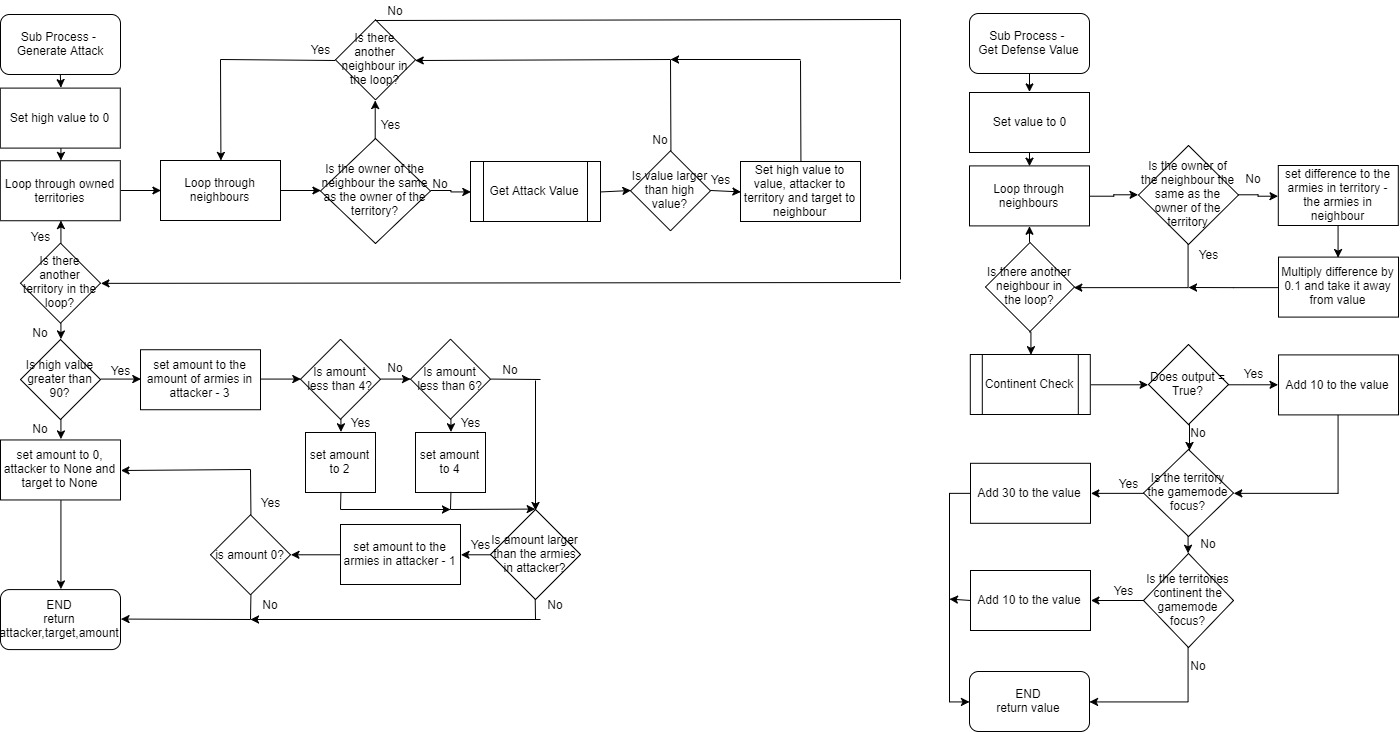 Sub Process -
Generate Attack
Set high value to 0
Loop through owned
territories
Loop through
neighbours
Is there
another
neighbour in
the loop?
No
Yes
Yes
Is the owner of the
neighbour the same
as the owner of the
territory?
No
Get Attack Value
Is value larger
than high
value?
No
Yes
Set high value to
value, attacker to
territory and target to
neighbour
Yes
Is there
another
territory in the
loop?
No
Is high value
greater than
90?
Yes
No
set amount to the
amount of armies in
attacker - 3
Is amount
less than 4?
No
Yes
Is amount
less than 6?
No
Yes
set amount
to 2
set amount
to 4
set amount to 0,
attacker to None and
target to None
Is amount larger
than the armies
in attacker?
Yes
No
set amount to the
armies in attacker - 1
is amount 0?
Yes
No
END
return
attacker,target,amount
Sub Process -
Get Defense Value
Set value to 0
Loop through
neighbours
Is the owner of
the neighbour the
same as the
owner of the
territory
No
Yes
set difference to the
armies in territory -
the armies in
neighbour
Multiply difference by
0.1 and take it away
from value
Is there another
neighbour in
the loop?
Continent Check
Does output =
True?
Yes
No
Add 10 to the value
Is the territory
the gamemode
focus?
Yes
No
Add 30 to the value
Is the territories
continent the
gamemode
focus?
Yes
No
Add 10 to the value
END
return value